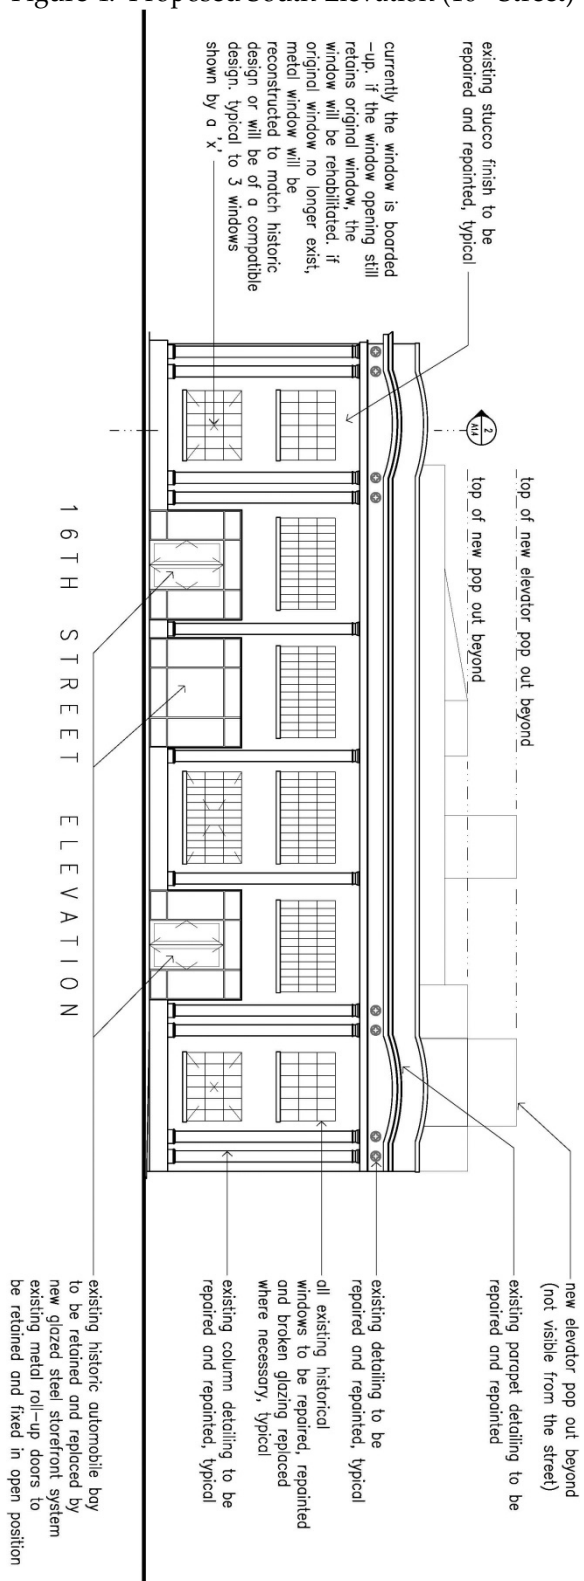 Proposed South Elevation (16th Street)
existing stucco finish to be
repaired and repainted, typical
currently the window is boarded
-up. if the window opening still
retains original window, the
window will be rehabilitated. if
original window no longer exist,
metal window will be
reconstructed to match historic
design or will be of a compatible
design. typical to 3 windows
shown by a 'x'
2
A1.4
top of new elevator pop out beyond
top of new pop out beyond
new elevator pop out beyond
(not visible from the street)
existing parapet detailing to be
repaired and repainted
existing detailing to be
repaired and repainted, typical
all existing historical
windows to be repaired, repainted
and broken glazing replaced
where necessary, typical
existing column detailing to be
repaired and repainted, typical
existing historic automobile bay
to be retained and replaced by
new glazed steel storefront system
existing metal roll-up doors to
be retained and fixed in open position
16TH STREET ELEVATION